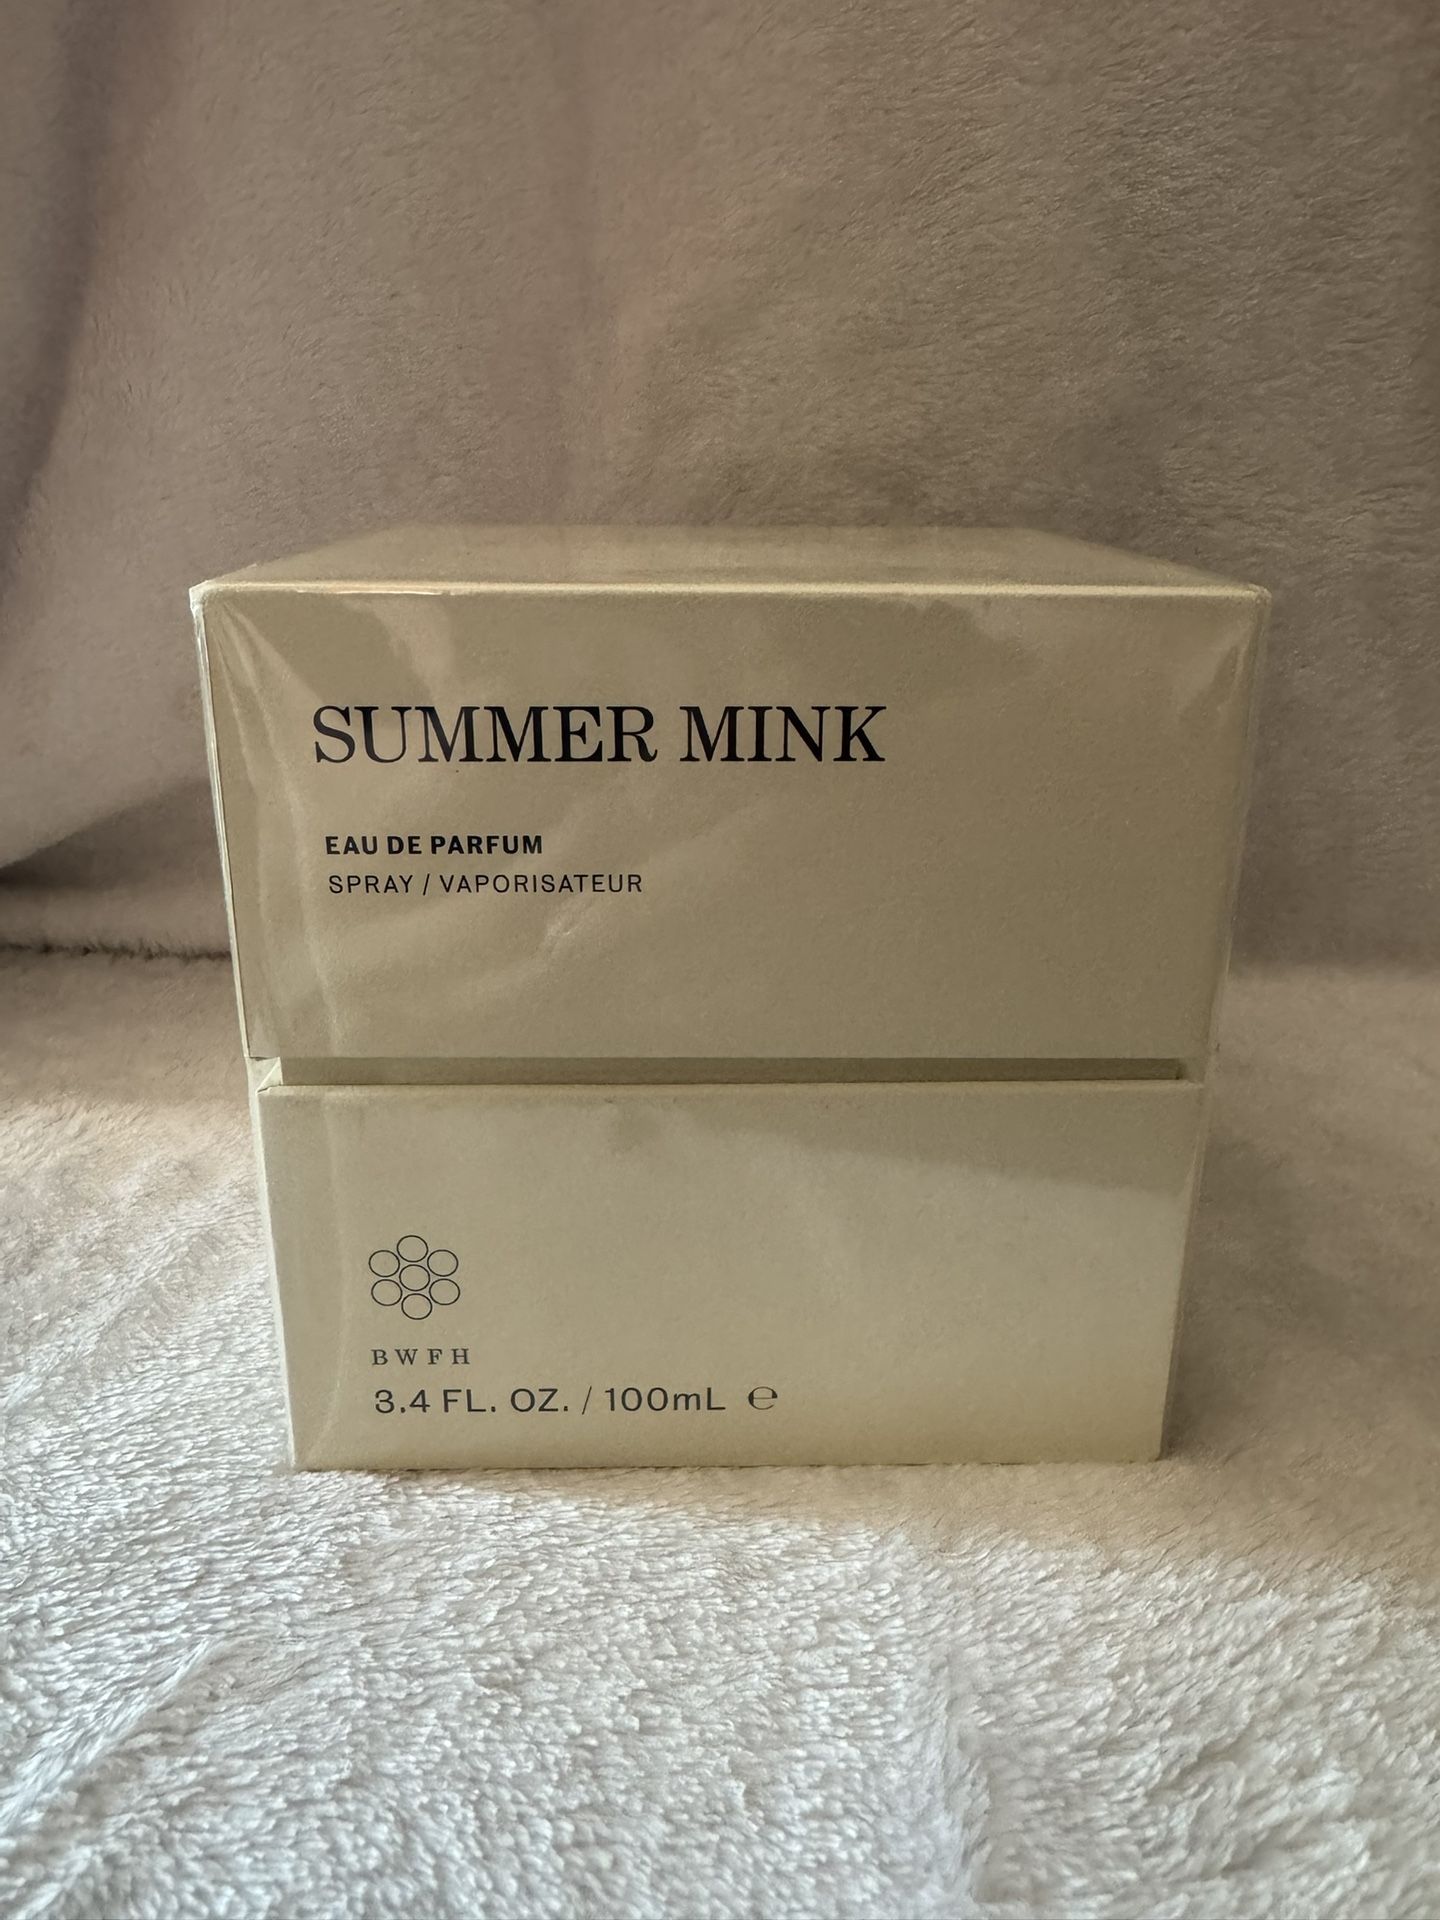 SUMMER MINK
EAU DE PARFUM
SPRAY / VAPORISATEUR
BWFH
3.4 FL. OZ. / 100mL ℮